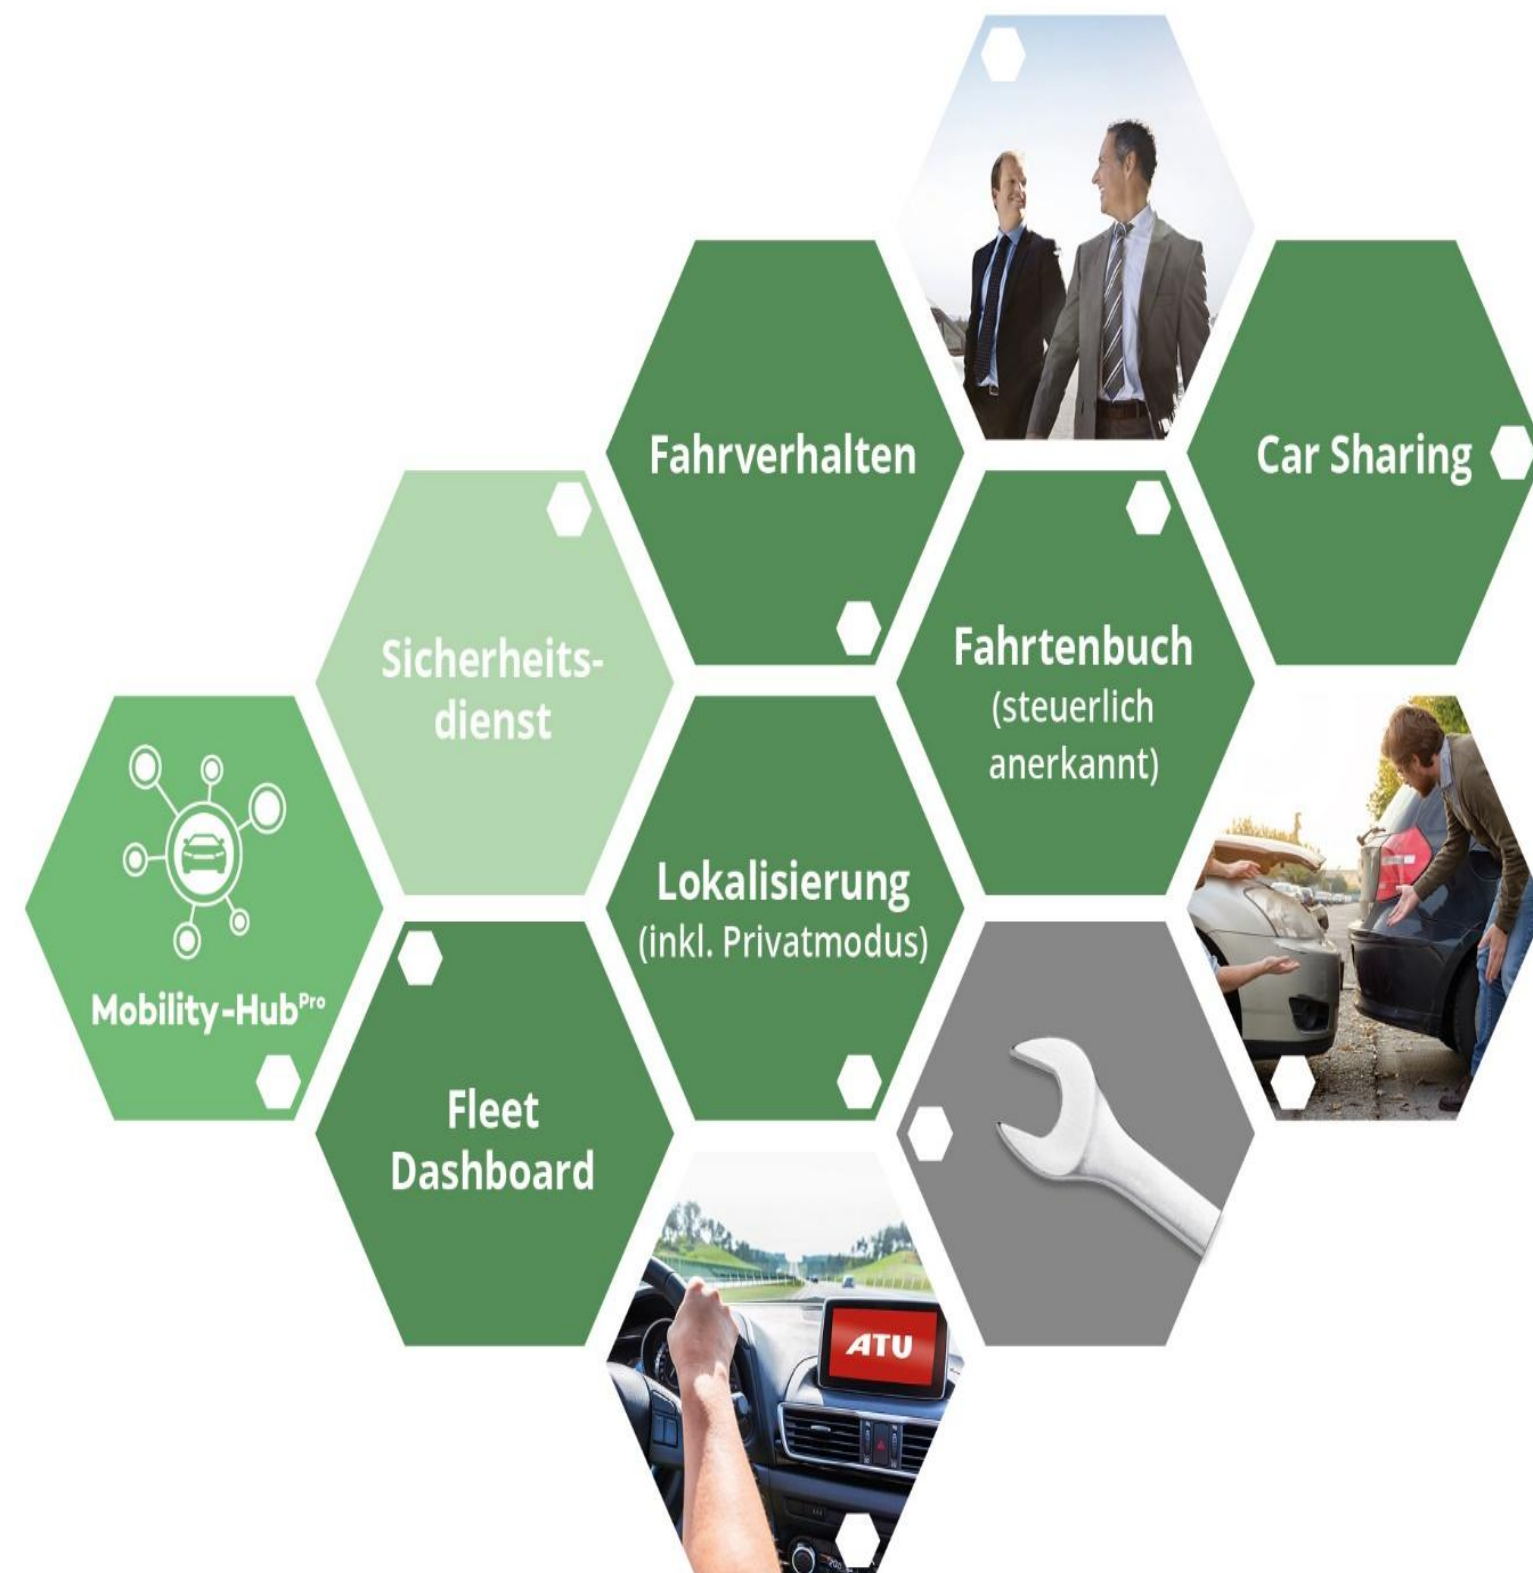 Fahrverhalten
Car Sharing
Sicherheits-
dienst
Fahrtenbuch
(steuerlich
anerkannt)
Lokalisierung
(inkl. Privatmodus)
Mobility-HubPro
Fleet
Dashboard
ATU